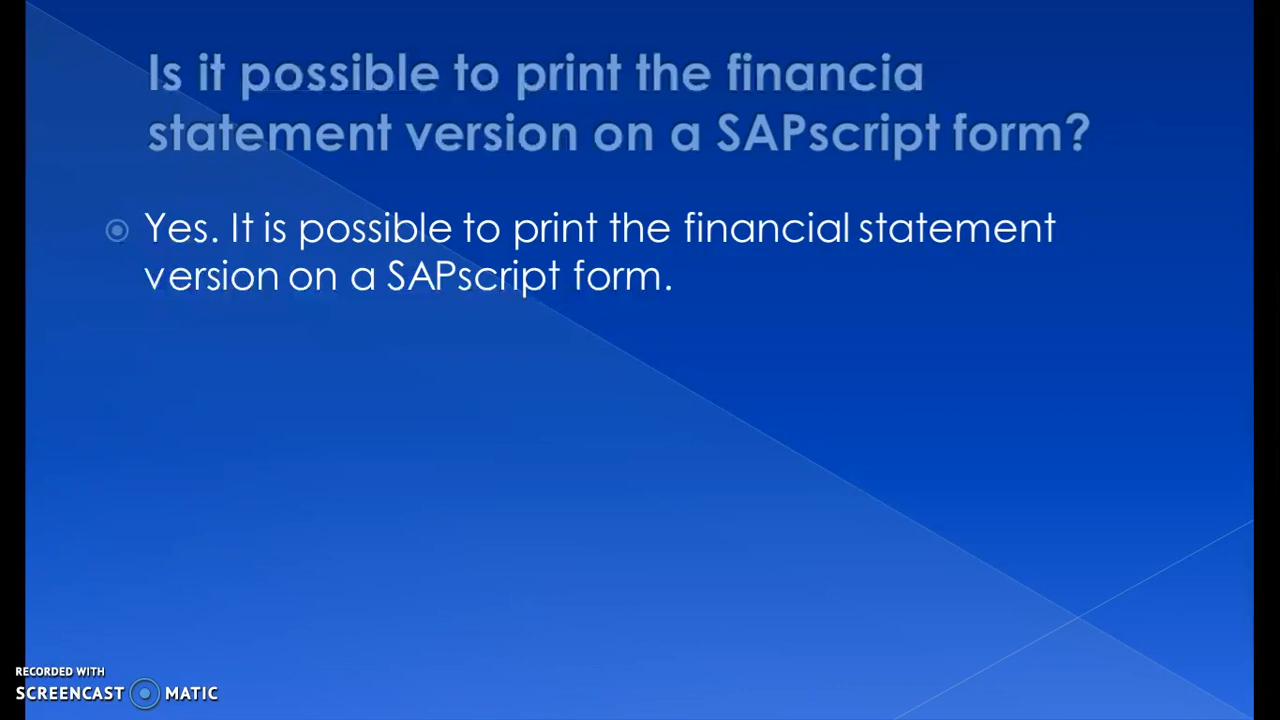 Is it possible to print the financia
statement version on a SAPscript form?
Yes. It is possible to print the financial statement
version on a SAPscript form.
RECORDED WITH
SCREENCAST MATIC